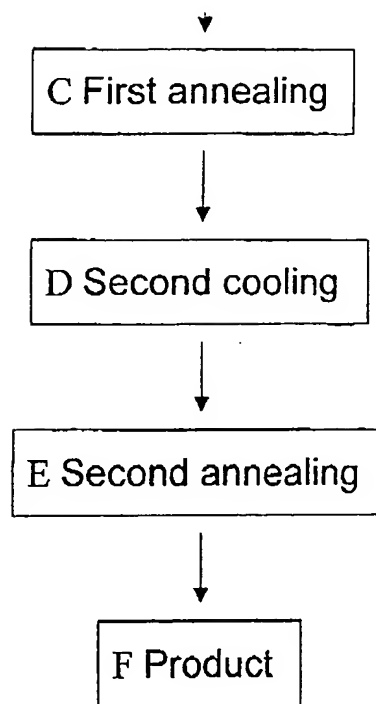 C First annealing
D Second cooling
E Second annealing
F Product